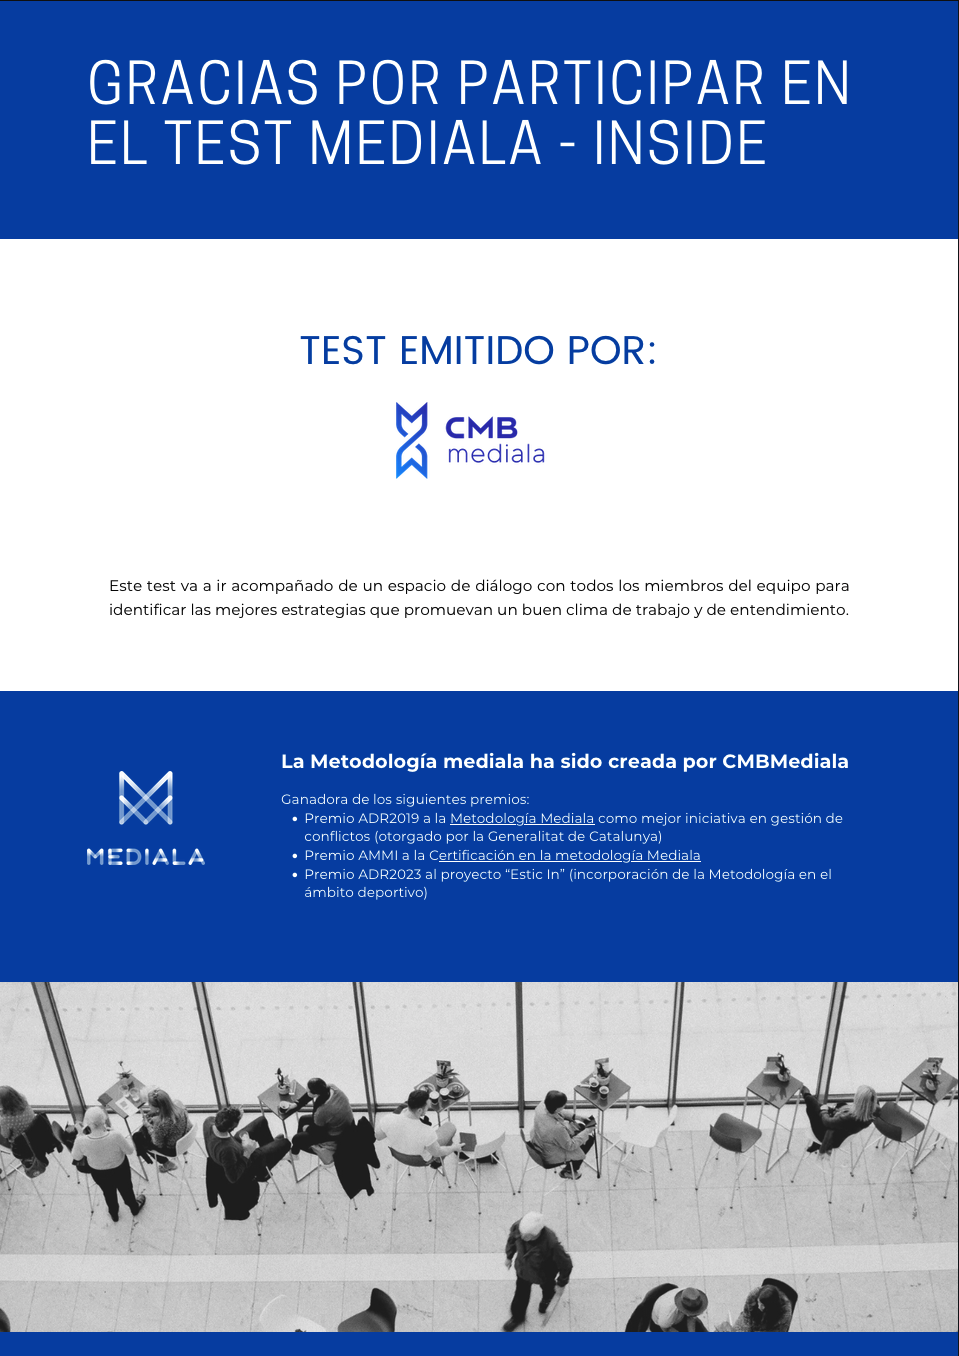 GRACIAS POR PARTICIPAR EN
EL TEST MEDIALA - INSIDE
TEST EMITIDO POR:
CMB
mediala
Este test va a ir acompañado de un espacio de diálogo con todos los miembros del equipo para
identificar las mejores estrategias que promuevan un buen clima de trabajo y de entendimiento.
La Metodología mediala ha sido creada por CMBMediala
MEDIALA
Ganadora de los siguientes premios:
• Premio ADR2019 a la Metodología Mediala como mejor iniciativa en gestión de
conflictos (otorgado por la Generalitat de Catalunya)
• Premio AMMI a la Certificación en la metodología Mediala
• Premio ADR2023 al proyecto “Estic In” (incorporación de la Metodología en el
ámbito deportivo)